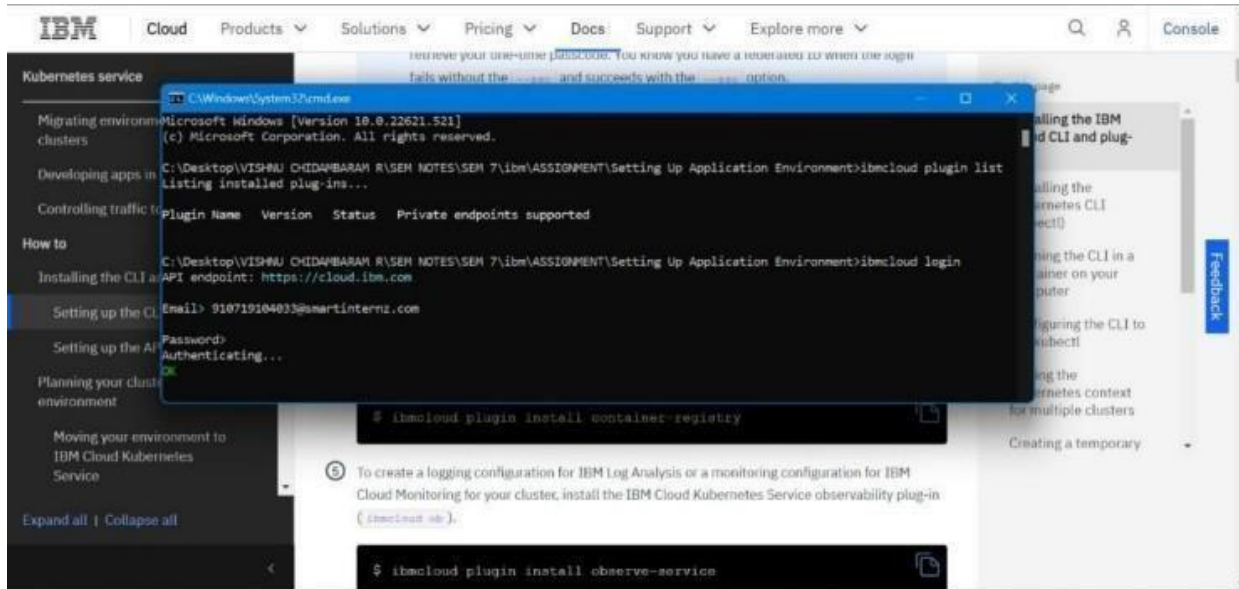 IBM Cloud Products Solutions Pricing Docs Support Explore more Console
Kubernetes service
Migrating environm
clusters
Developing apps in
Controlling traffic to
How to
Installing the CLI a
Setting up the CL
Setting up the AP
Planning your clust
environment
Moving your environment to
IBM Cloud Kubernetes
Service
Expand all | Collapse all
retrieve your one-time passcode. You know you have a federated ID when the login
fails without the and succeeds with the option.
C:\Windows\System32\cmd.exe
Microsoft Windows [Version 10.0.22621.521]
(c) Microsoft Corporation. All rights reserved.
C:\Desktop\VISHNU CHIDAMBARAM R\SEM NOTES\SEM 7\ibm\ASSIGNMENT\Setting Up Application Environment>ibmcloud plugin list
Listing installed plug-ins...
Plugin Name Version Status Private endpoints supported
C:\Desktop\VISHNU CHIDAMBARAM R\SEM NOTES\SEM 7\ibm\ASSIGNMENT\Setting Up Application Environment>ibmcloud login
API endpoint: https://cloud.ibm.com
Email> 910719104033@smartinternz.com
Password>
Authenticating...
OK
$ ibmcloud plugin install container-registry
5 To create a logging configuration for IBM Log Analysis or a monitoring configuration for IBM
Cloud Monitoring for your cluster, install the IBM Cloud Kubernetes Service observability plug-in
( ibmcloud ob ).
$ ibmcloud plugin install observe-service
page
alling the IBM
d CLI and plug-
alling the
ernetes CLI
ectl)
ning the CLI in a
ainer on your
puter
figuring the CLI to
kubectl
ing the
ernetes context
for multiple clusters
Creating a temporary
Feedback